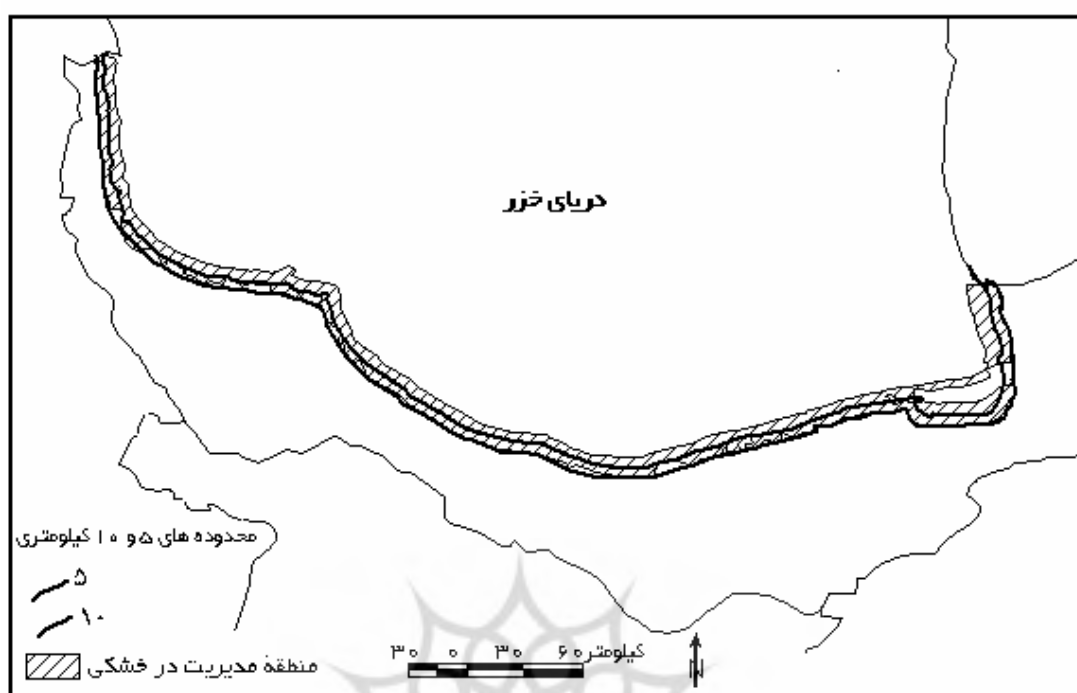 دریای خزر
محدوده های ۵ و ۱۰ کیلومتری
۵
۱۰
منطقهٔ مدیریت در خشکی
۳۰ ۰ ۳۰ ۶۰ کیلومتر
N